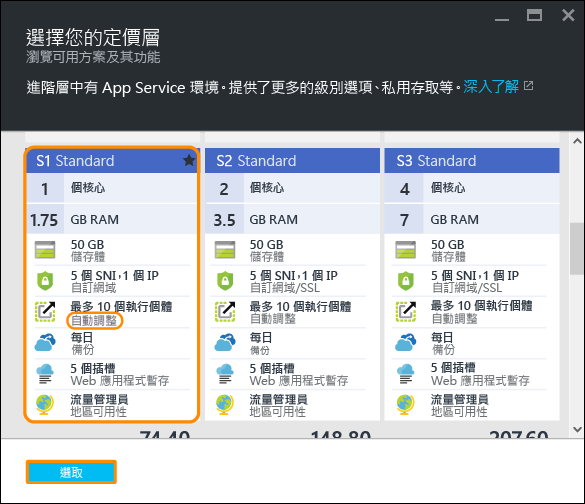 選擇您的定價層
瀏覽可用方案及其功能
進階層中有 App Service 環境。提供了更多的級別選項、私用存取等。深入了解
S1 Standard
1 個核心
1.75 GB RAM
50 GB
儲存體
5 個 SNI，1 個 IP
自訂網域
最多 10 個執行個體
自動調整
每日
備份
5 個插槽
Web 應用程式暫存
流量管理員
地區可用性
74.40
S2 Standard
2 個核心
3.5 GB RAM
50 GB
儲存體
5 個 SNI，1 個 IP
自訂網域/SSL
最多 10 個執行個體
自動調整
每日
備份
5 個插槽
Web 應用程式暫存
流量管理員
地區可用性
148.80
S3 Standard
4 個核心
7 GB RAM
50 GB
儲存體
5 個 SNI，1 個 IP
自訂網域/SSL
最多 10 個執行個體
自動調整
每日
備份
5 個插槽
Web 應用程式暫存
流量管理員
地區可用性
297.60
選取